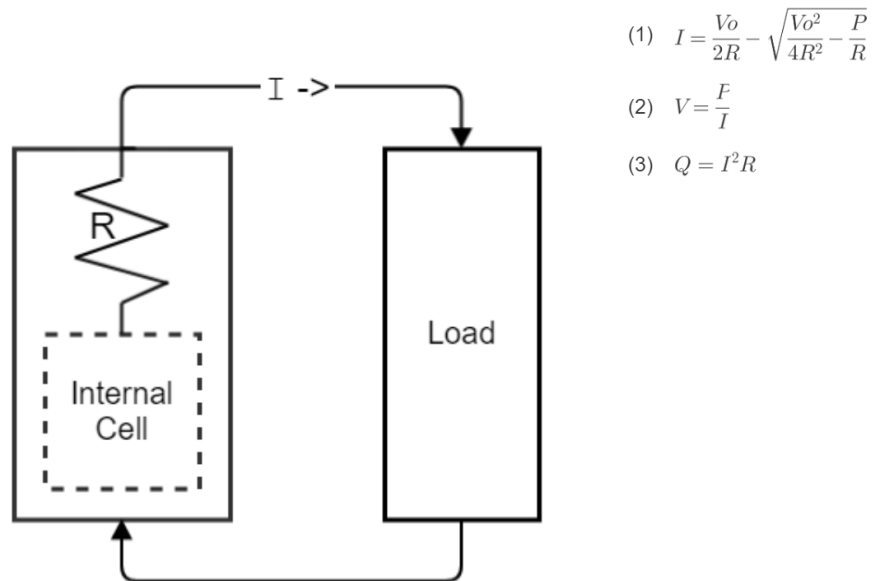 I ->
R
Internal
Cell
Load
(1) I = Vo/2R - √(Vo²/4R² - P/R)
(2) V = P/I
(3) Q = I²R